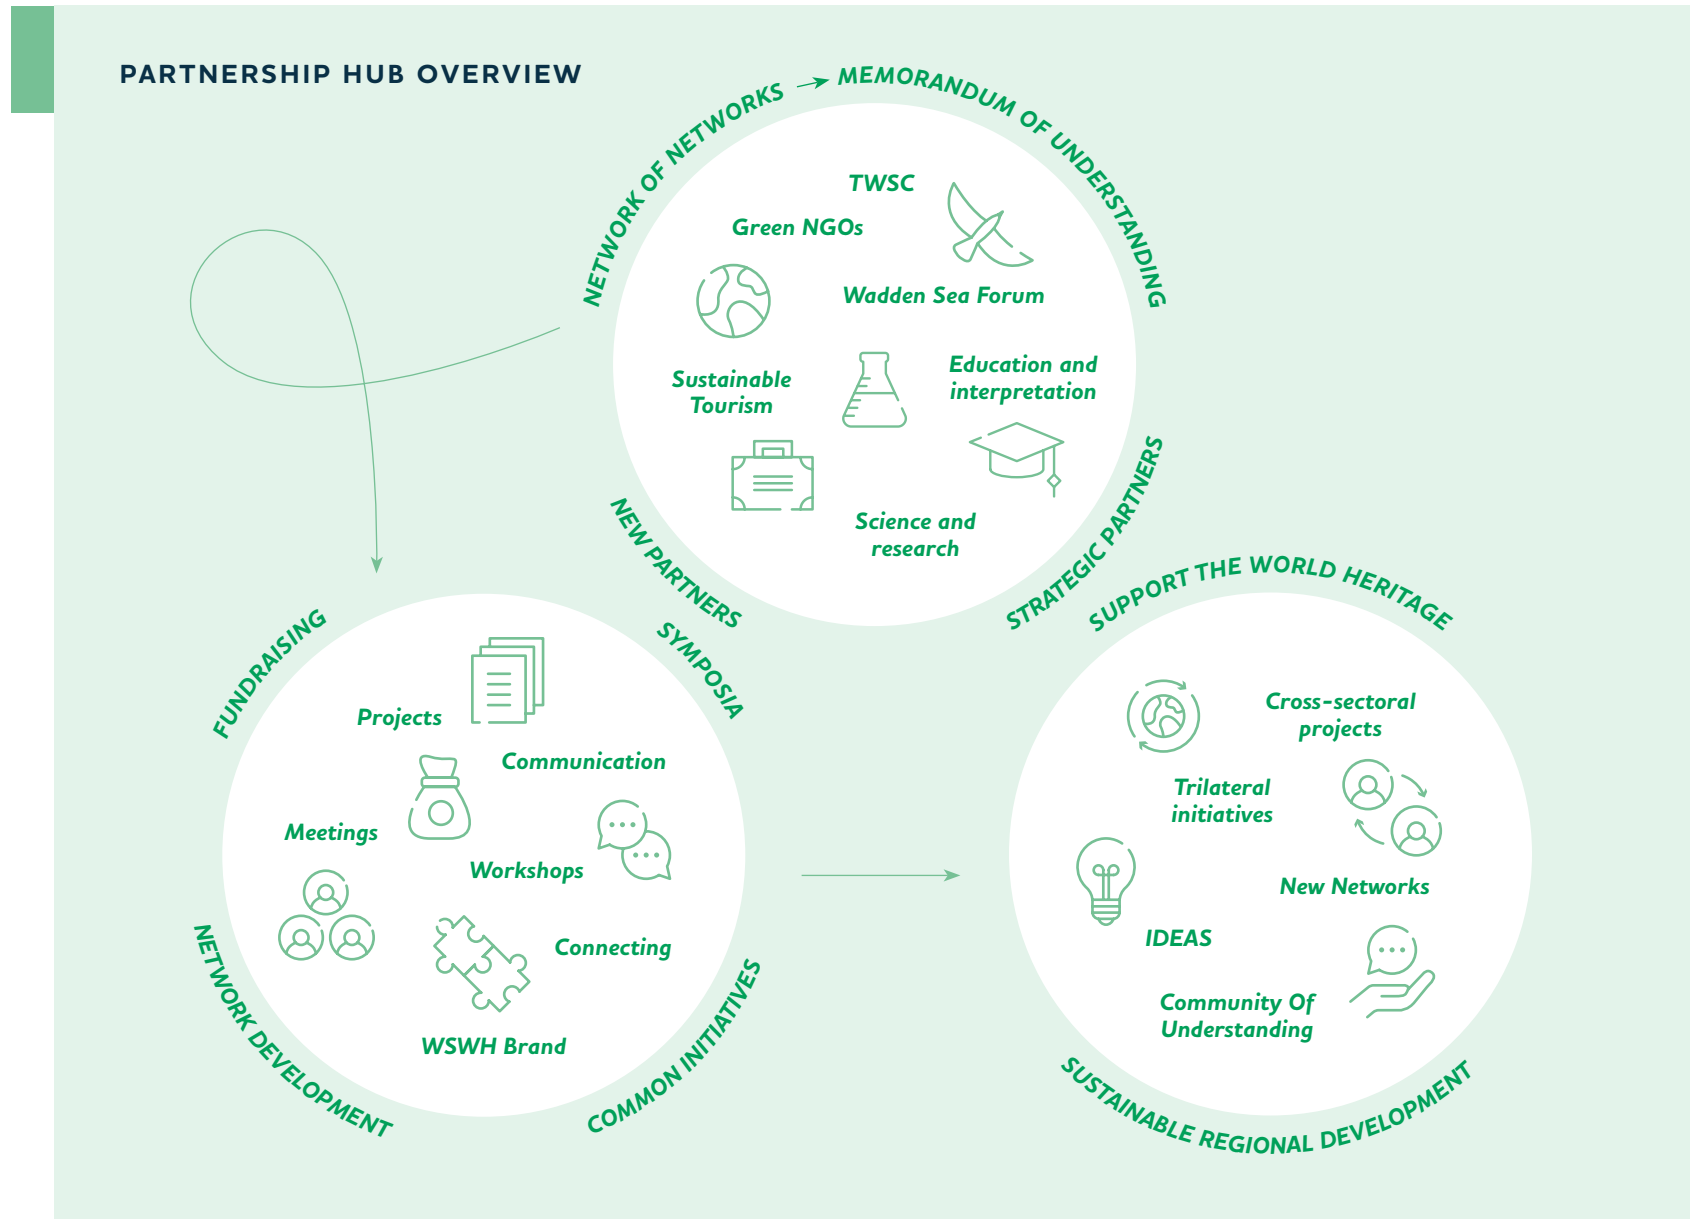 PARTNERSHIP HUB OVERVIEW
NETWORK OF NETWORKS → MEMORANDUM OF UNDERSTANDING
TWSC
Green NGOs
Wadden Sea Forum
Education and
interpretation
Sustainable
Tourism
Science and
research
NEW PARTNERS
STRATEGIC PARTNERS
FUNDRAISING
SYMPOSIA
Projects
Communication
Meetings
Workshops
Connecting
WSWH Brand
NETWORK DEVELOPMENT
COMMON INITIATIVES
SUPPORT THE WORLD HERITAGE
Cross-sectoral
projects
Trilateral
initiatives
New Networks
IDEAS
Community Of
Understanding
SUSTAINABLE REGIONAL DEVELOPMENT